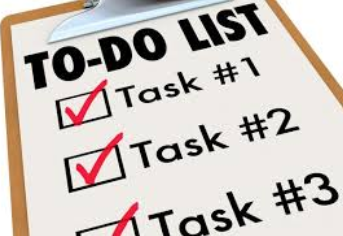 TO-DO LIST
Task #1
Task #2
Task #3